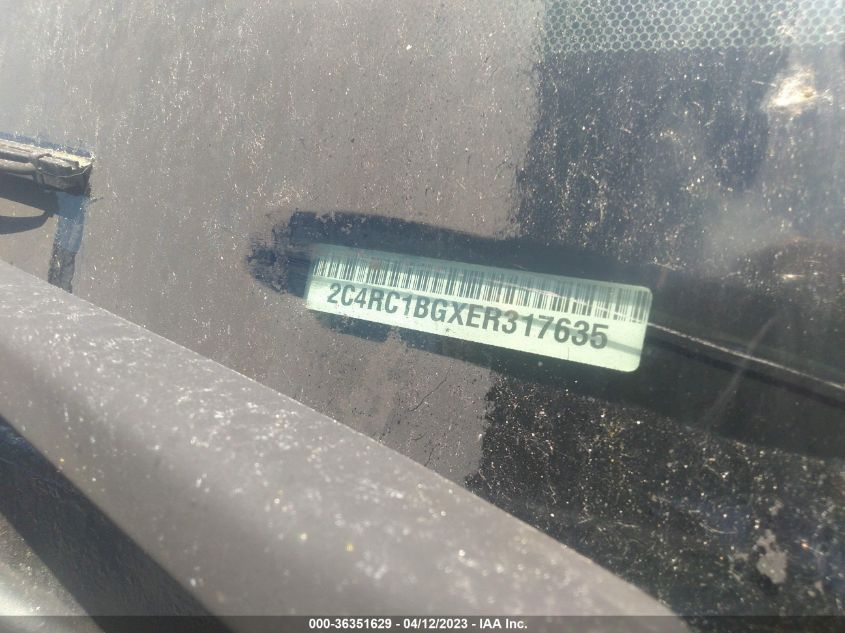 2C4RC1BGXER317635
000-36351629 - 04/12/2023 - IAA Inc.